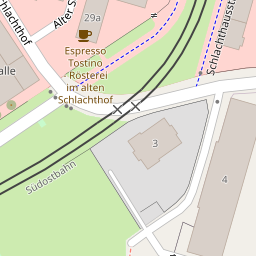 29a
Alter S
Schlachthof
Espresso
Tostino -
Rösterei
im alten
Schlachthof
alle
Schlachthausst
3
4
Südostbahn